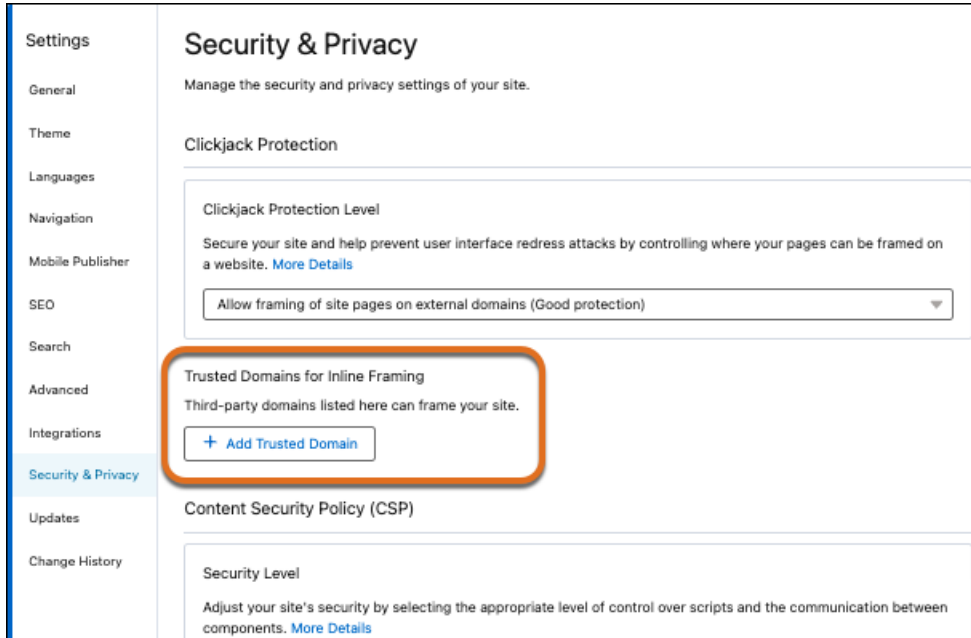 Settings
General
Theme
Languages
Navigation
Mobile Publisher
SEO
Search
Advanced
Integrations
Security & Privacy
Updates
Change History
Security & Privacy
Manage the security and privacy settings of your site.
Clickjack Protection
Clickjack Protection Level
Secure your site and help prevent user interface redress attacks by controlling where your pages can be framed on
a website. More Details
Allow framing of site pages on external domains (Good protection)
Trusted Domains for Inline Framing
Third-party domains listed here can frame your site.
+ Add Trusted Domain
Content Security Policy (CSP)
Security Level
Adjust your site's security by selecting the appropriate level of control over scripts and the communication between
components. More Details